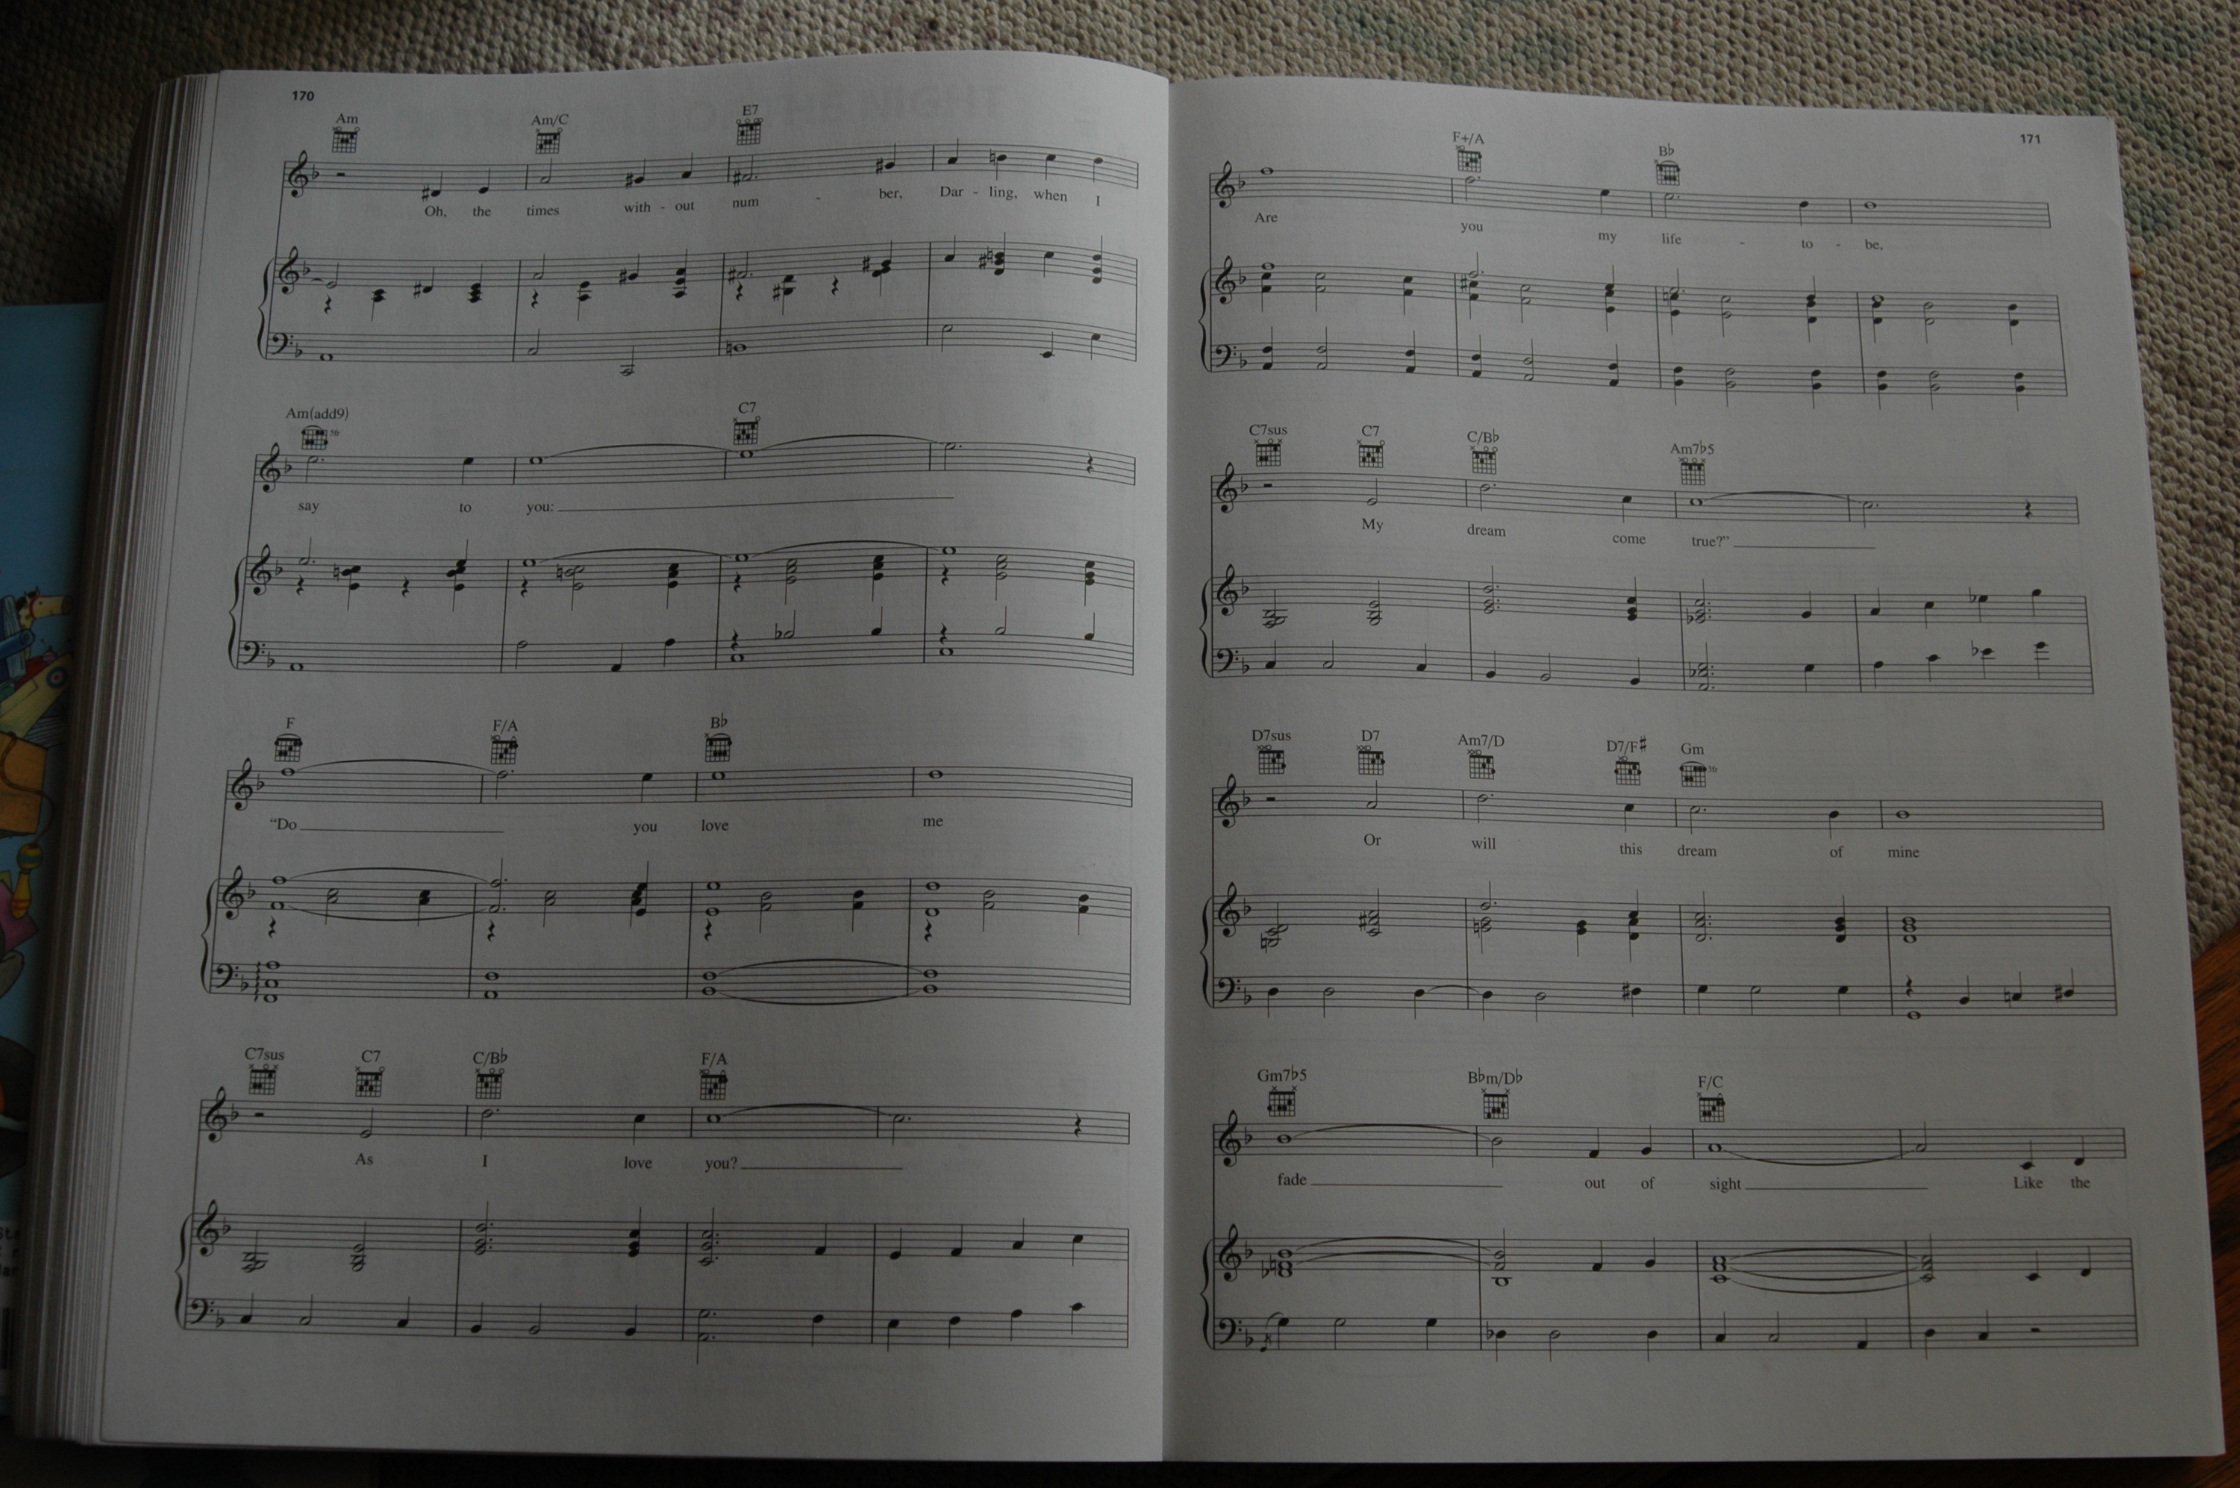 170
Am Am/C E7
Oh, the times with - out num - ber, Dar - ling, when I
Am(add9) C7
5fr
say to you:
F F/A B♭
“Do you love me
C7sus C7 C/B♭ F/A
As I love you?
171
F+/A B♭
Are you my life - to - be,
C7sus C7 C/B♭ Am7♭5
My dream come true?”
D7sus D7 Am7/D D7/F♯ Gm
3fr
Or will this dream of mine
Gm7♭5 B♭m/D♭ F/C
fade out of sight Like the